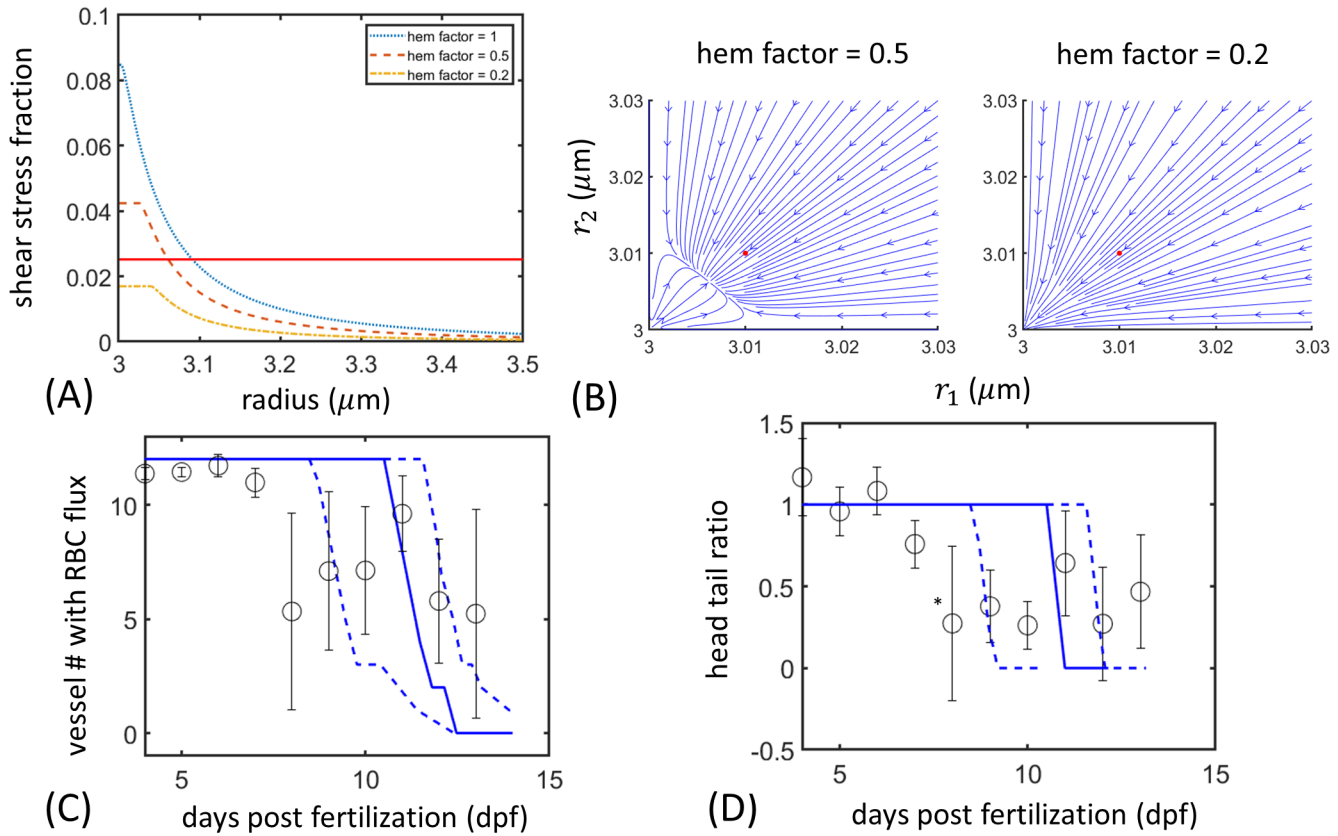 0.1
0.08
0.06
0.04
0.02
0
shear stress fraction
hem factor = 1
hem factor = 0.5
hem factor = 0.2
3
3.1
3.2
3.3
3.4
3.5
radius (μm)
(A)
hem factor = 0.5
3.03
3.02
3.01
3
r2 (μm)
3
3.01
3.02
3.03
hem factor = 0.2
3.03
3.02
3.01
3
3
3.01
3.02
3.03
r1 (μm)
(B)
vessel # with RBC flux
10
5
0
5
10
15
days post fertilization (dpf)
(C)
head tail ratio
1.5
1
0.5
0
-0.5
*
5
10
15
days post fertilization (dpf)
(D)